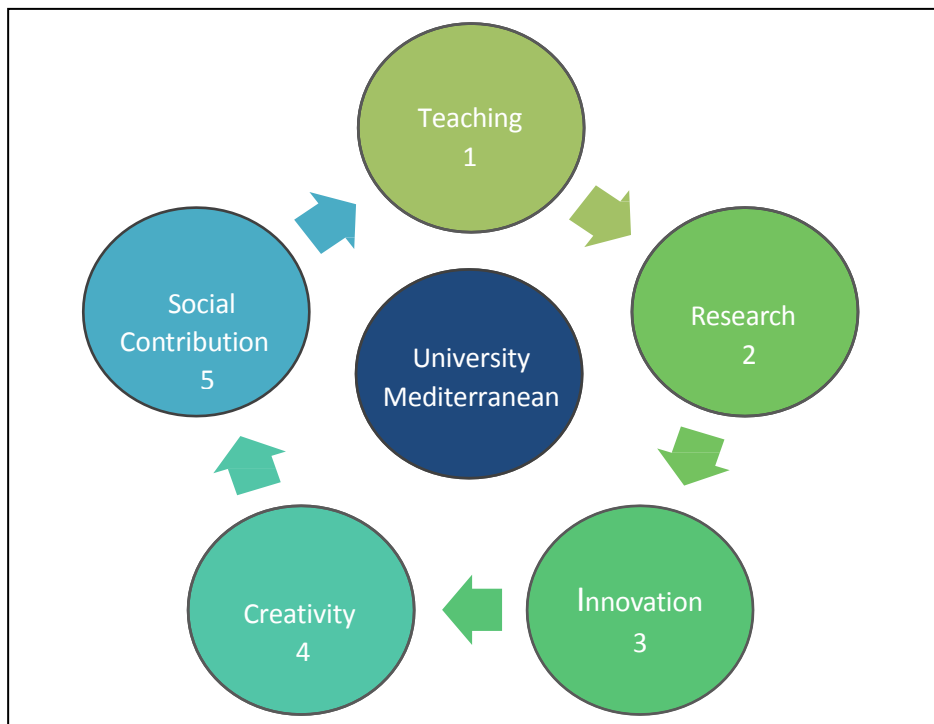 Teaching
1
Research
2
Innovation
3
Creativity
4
Social
Contribution
5
University
Mediterranean